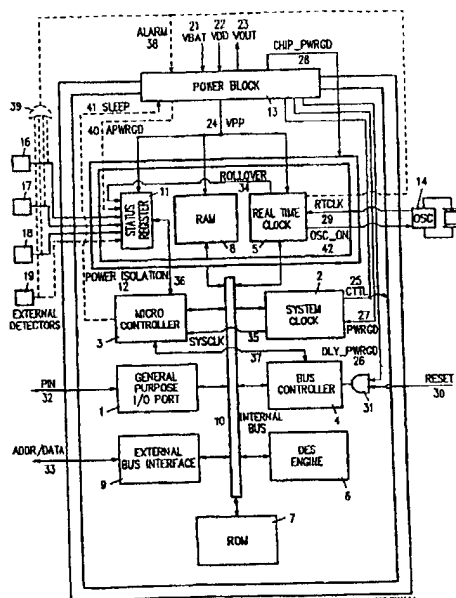 21 22 23
VBAT VDD VOUT
ALARM
38
CHIP_PWRGD
28
POWER BLOCK
13
39
41 SLEEP
40 APWRGD
24 VPP
16
17
18
19
EXTERNAL
DETECTORS
STATUS
REGISTER
11
ROLLOVER
34
RAM
8
REAL TIME
CLOCK
5
RTCLK
29
OSC_ON
42
14
OSC
POWER ISOLATION
12
36
MICRO
CONTROLLER
3
SYSCLK
35
37
2
SYSTEM
CLOCK
25
CTTL
27
PWRGD
DLY_PWRGD
26
PIN
32
GENERAL
PURPOSE
I/O PORT
1
BUS
CONTROLLER
4
31
RESET
30
10
INTERNAL
BUS
ADDR/DATA
33
EXTERNAL
BUS INTERFACE
9
DES
ENGINE
6
ROM
7